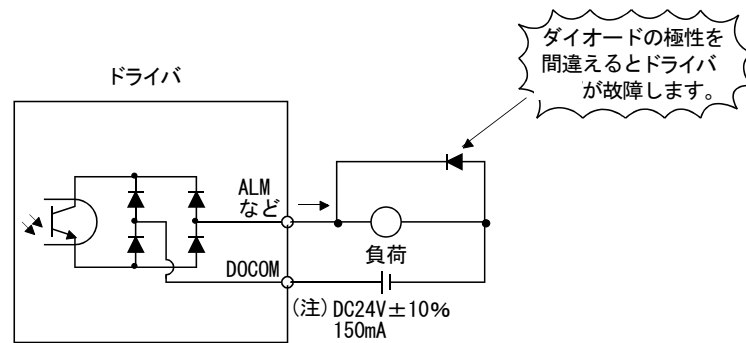 ダイオードの極性を
間違えるとドライバ
が故障します。
ドライバ
ALM
など
負荷
DOCOM
(注) DC24V±10%
150mA